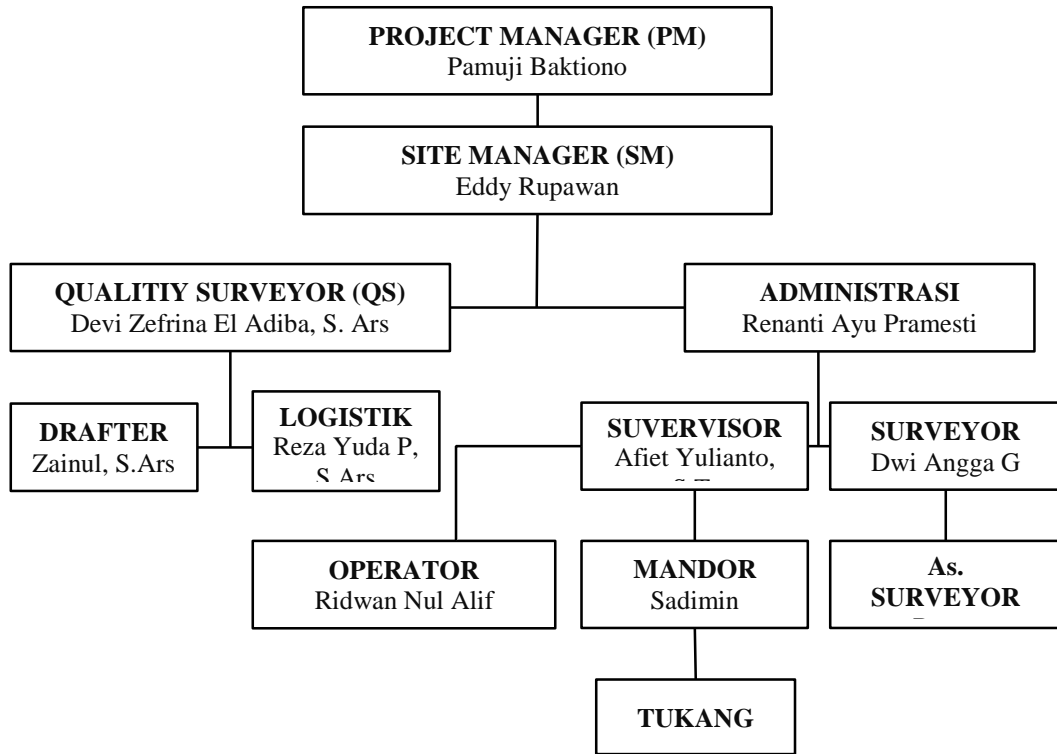 PROJECT MANAGER (PM)
Pamuji Baktiono
SITE MANAGER (SM)
Eddy Rupawan
QUALITIY SURVEYOR (QS)
Devi Zefrina El Adiba, S. Ars
ADMINISTRASI
Renanti Ayu Pramesti
DRAFTER
Zainul, S.Ars
LOGISTIK
Reza Yuda P,
S.Ars
SUVERVISOR
Afiet Yulianto,
SURVEYOR
Dwi Angga G
OPERATOR
Ridwan Nul Alif
MANDOR
Sadimin
As.
SURVEYOR
TUKANG